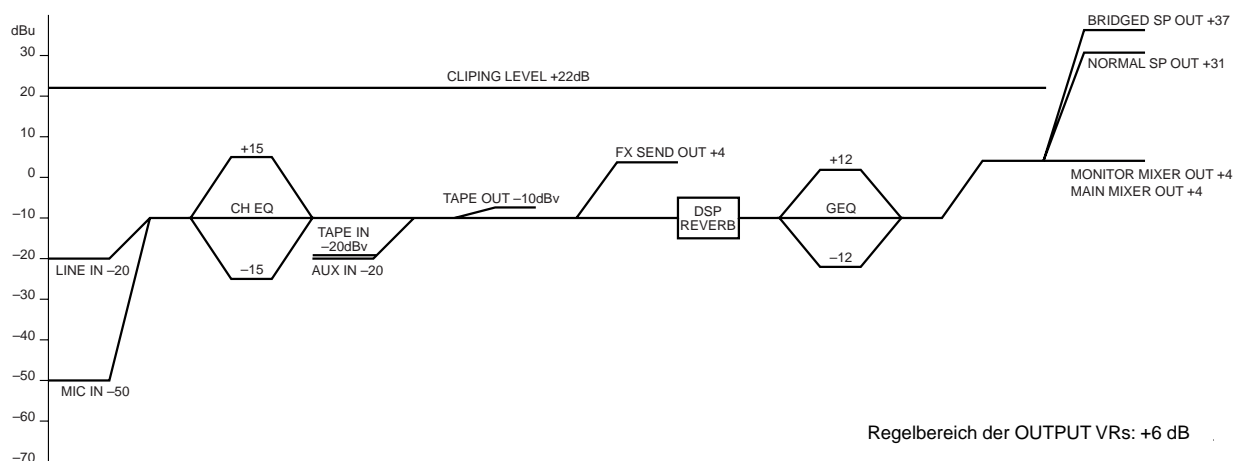 dBu
30
20
10
0
–10
–20
–30
–40
–50
–60
–70
BRIDGED SP OUT +37
NORMAL SP OUT +31
CLIPING LEVEL +22dB
+15
CH EQ
–15
LINE IN –20
MIC IN –50
TAPE IN
–20dBv
AUX IN –20
TAPE OUT –10dBv
FX SEND OUT +4
DSP
REVERB
+12
GEQ
–12
MONITOR MIXER OUT +4
MAIN MIXER OUT +4
Regelbereich der OUTPUT VRs: +6 dB